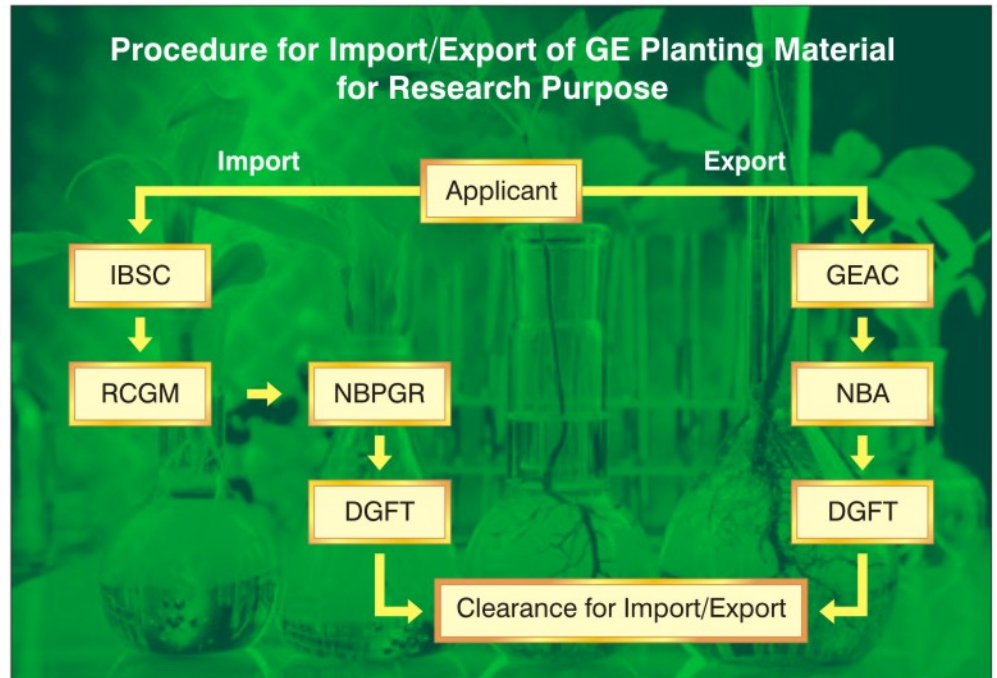 Procedure for Import/Export of GE Planting Material
for Research Purpose
Import
Export
Applicant
IBSC
GEAC
RCGM
NBPGR
NBA
DGFT
DGFT
Clearance for Import/Export